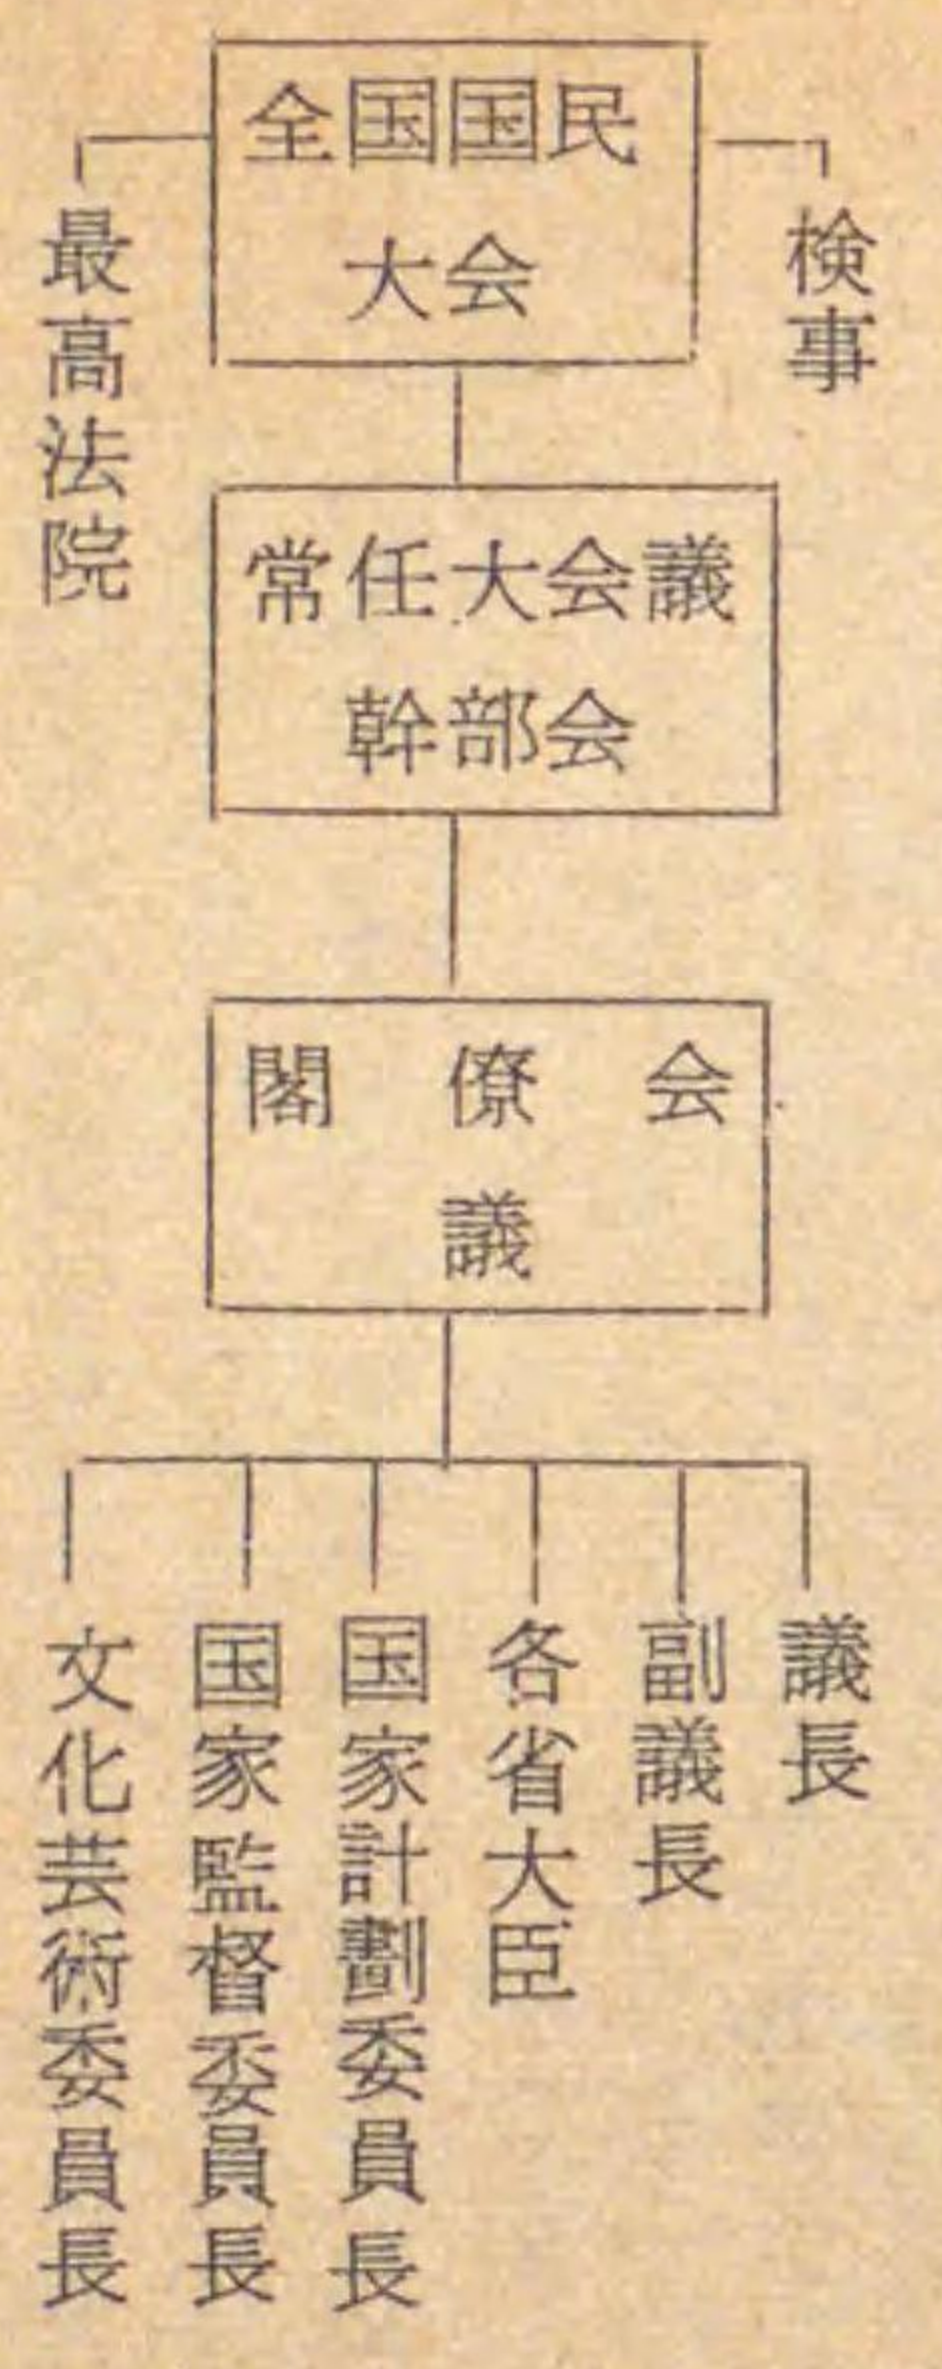 全国国民
大会
検事
最高法院
常任大会議
幹部会
閣僚会
議
議長
副議長
各省大臣
国家計劃委員長
国家監督委員長
文化芸術委員長